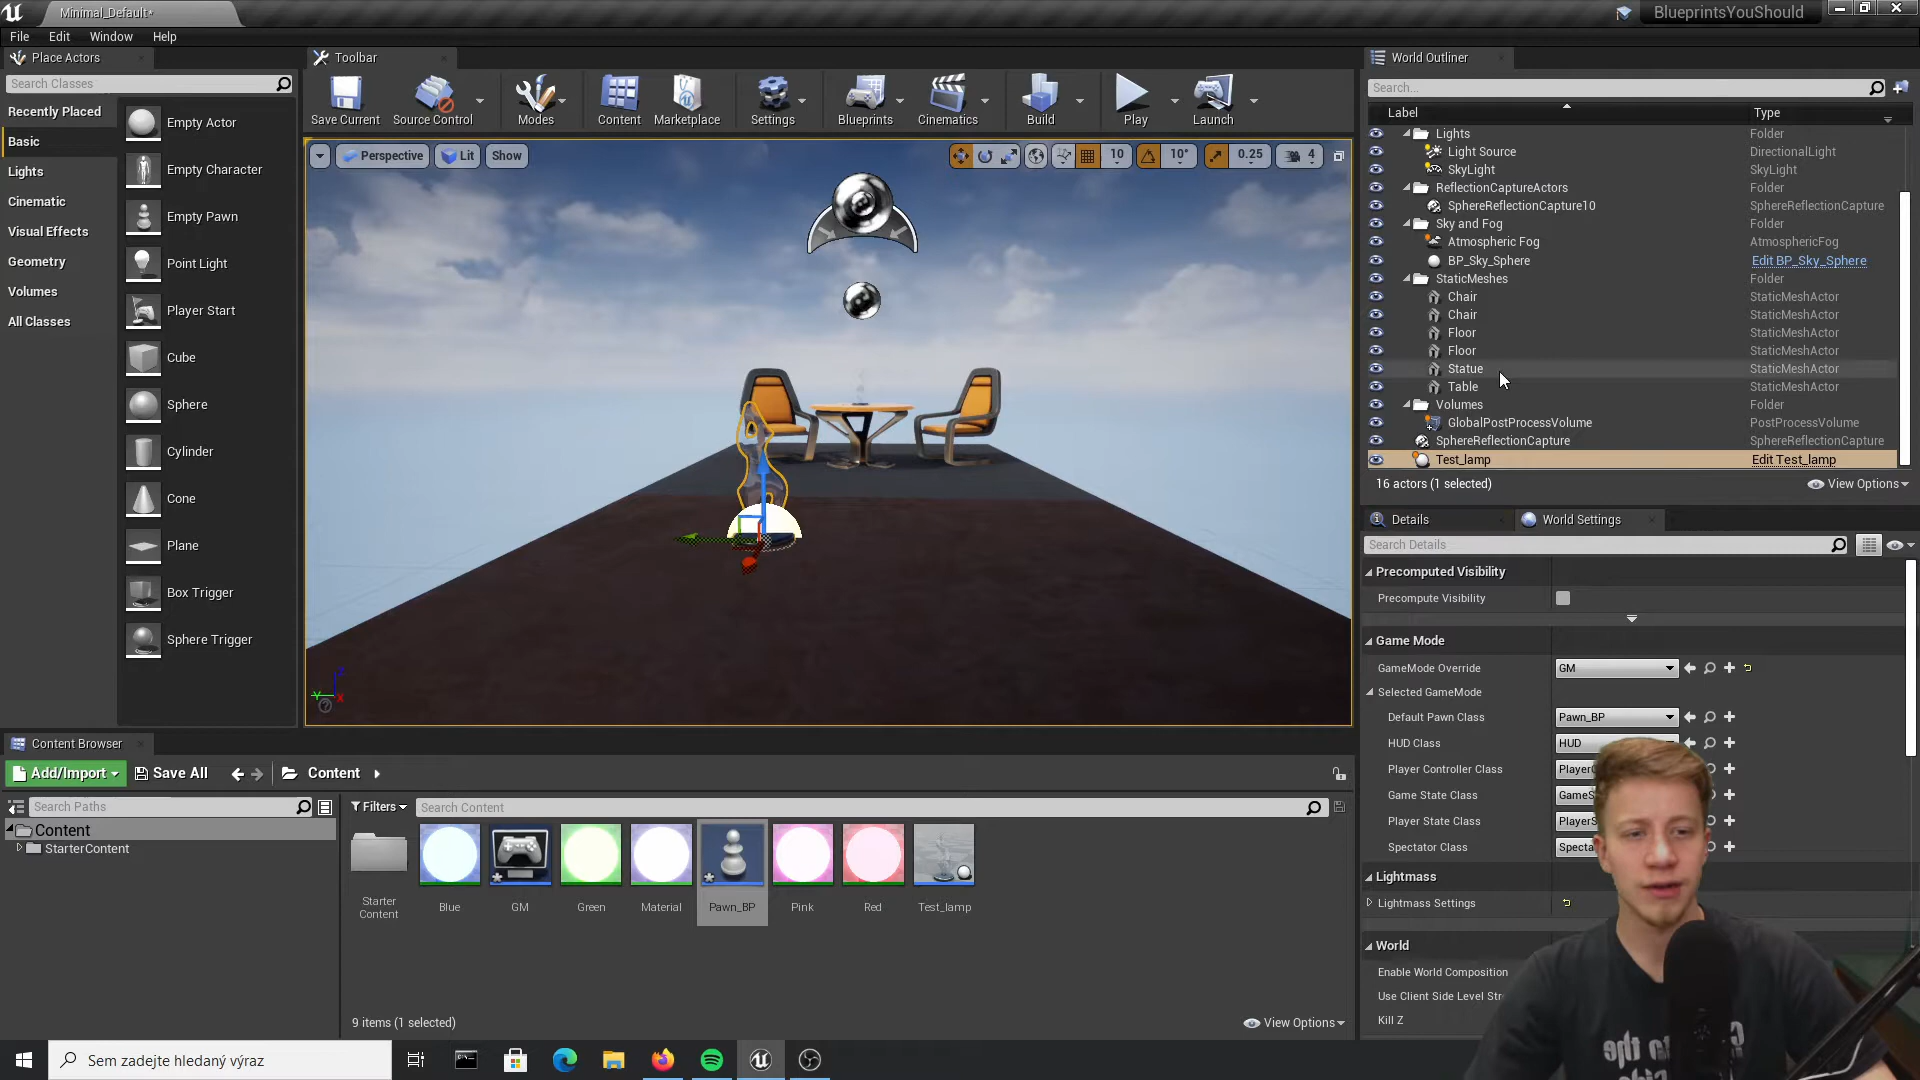 Minimal_Default*
BlueprintsYouShould
File Edit Window Help
Place Actors
Search Classes
Recently Placed
Basic
Lights
Cinematic
Visual Effects
Geometry
Volumes
All Classes
Empty Actor
Empty Character
Empty Pawn
Point Light
Player Start
Cube
Sphere
Cylinder
Cone
Plane
Box Trigger
Sphere Trigger
Toolbar
Save Current
Source Control
Modes
Content
Marketplace
Settings
Blueprints
Cinematics
Build
Play
Launch
Perspective
Lit
Show
10
10°
0.25
4
World Outliner
Search...
Label Type
Lights Folder
Light Source DirectionalLight
SkyLight SkyLight
ReflectionCaptureActors Folder
SphereReflectionCapture10 SphereReflectionCapture
Sky and Fog Folder
Atmospheric Fog AtmosphericFog
BP_Sky_Sphere Edit BP_Sky_Sphere
StaticMeshes Folder
Chair StaticMeshActor
Chair StaticMeshActor
Floor StaticMeshActor
Floor StaticMeshActor
Statue StaticMeshActor
Table StaticMeshActor
Volumes Folder
GlobalPostProcessVolume PostProcessVolume
SphereReflectionCapture SphereReflectionCapture
Test_lamp Edit Test_lamp
16 actors (1 selected)
View Options
Details
World Settings
Search Details
Precomputed Visibility
Precompute Visibility
Game Mode
GameMode Override GM
Selected GameMode
Default Pawn Class Pawn_BP
HUD Class HUD
Player Controller Class PlayerC
Game State Class GameS
Player State Class PlayerS
Spectator Class Specta
Lightmass
Lightmass Settings
World
Enable World Composition
Use Client Side Level Str
Kill Z
Content Browser
Add/Import
Save All
Content
Search Paths
Content
StarterContent
Filters
Search Content
Starter
Content
Blue
GM
Green
Material
Pawn_BP
Pink
Red
Test_lamp
9 items (1 selected)
View Options
Sem zadejte hledaný výraz